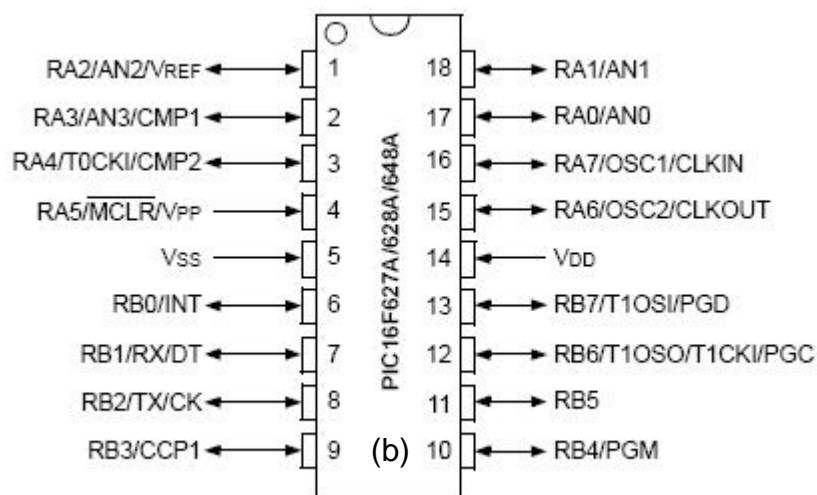 RA2/AN2/VREF 1 18 RA1/AN1
RA3/AN3/CMP1 2 17 RA0/AN0
RA4/T0CKI/CMP2 3 16 RA7/OSC1/CLKIN
RA5/MCLR/VPP 4 15 RA6/OSC2/CLKOUT
VSS 5 14 VDD
RB0/INT 6 13 RB7/T1OSI/PGD
RB1/RX/DT 7 12 RB6/T1OSO/T1CKI/PGC
RB2/TX/CK 8 11 RB5
RB3/CCP1 9 (b) 10 RB4/PGM
PIC16F627A/628A/648A